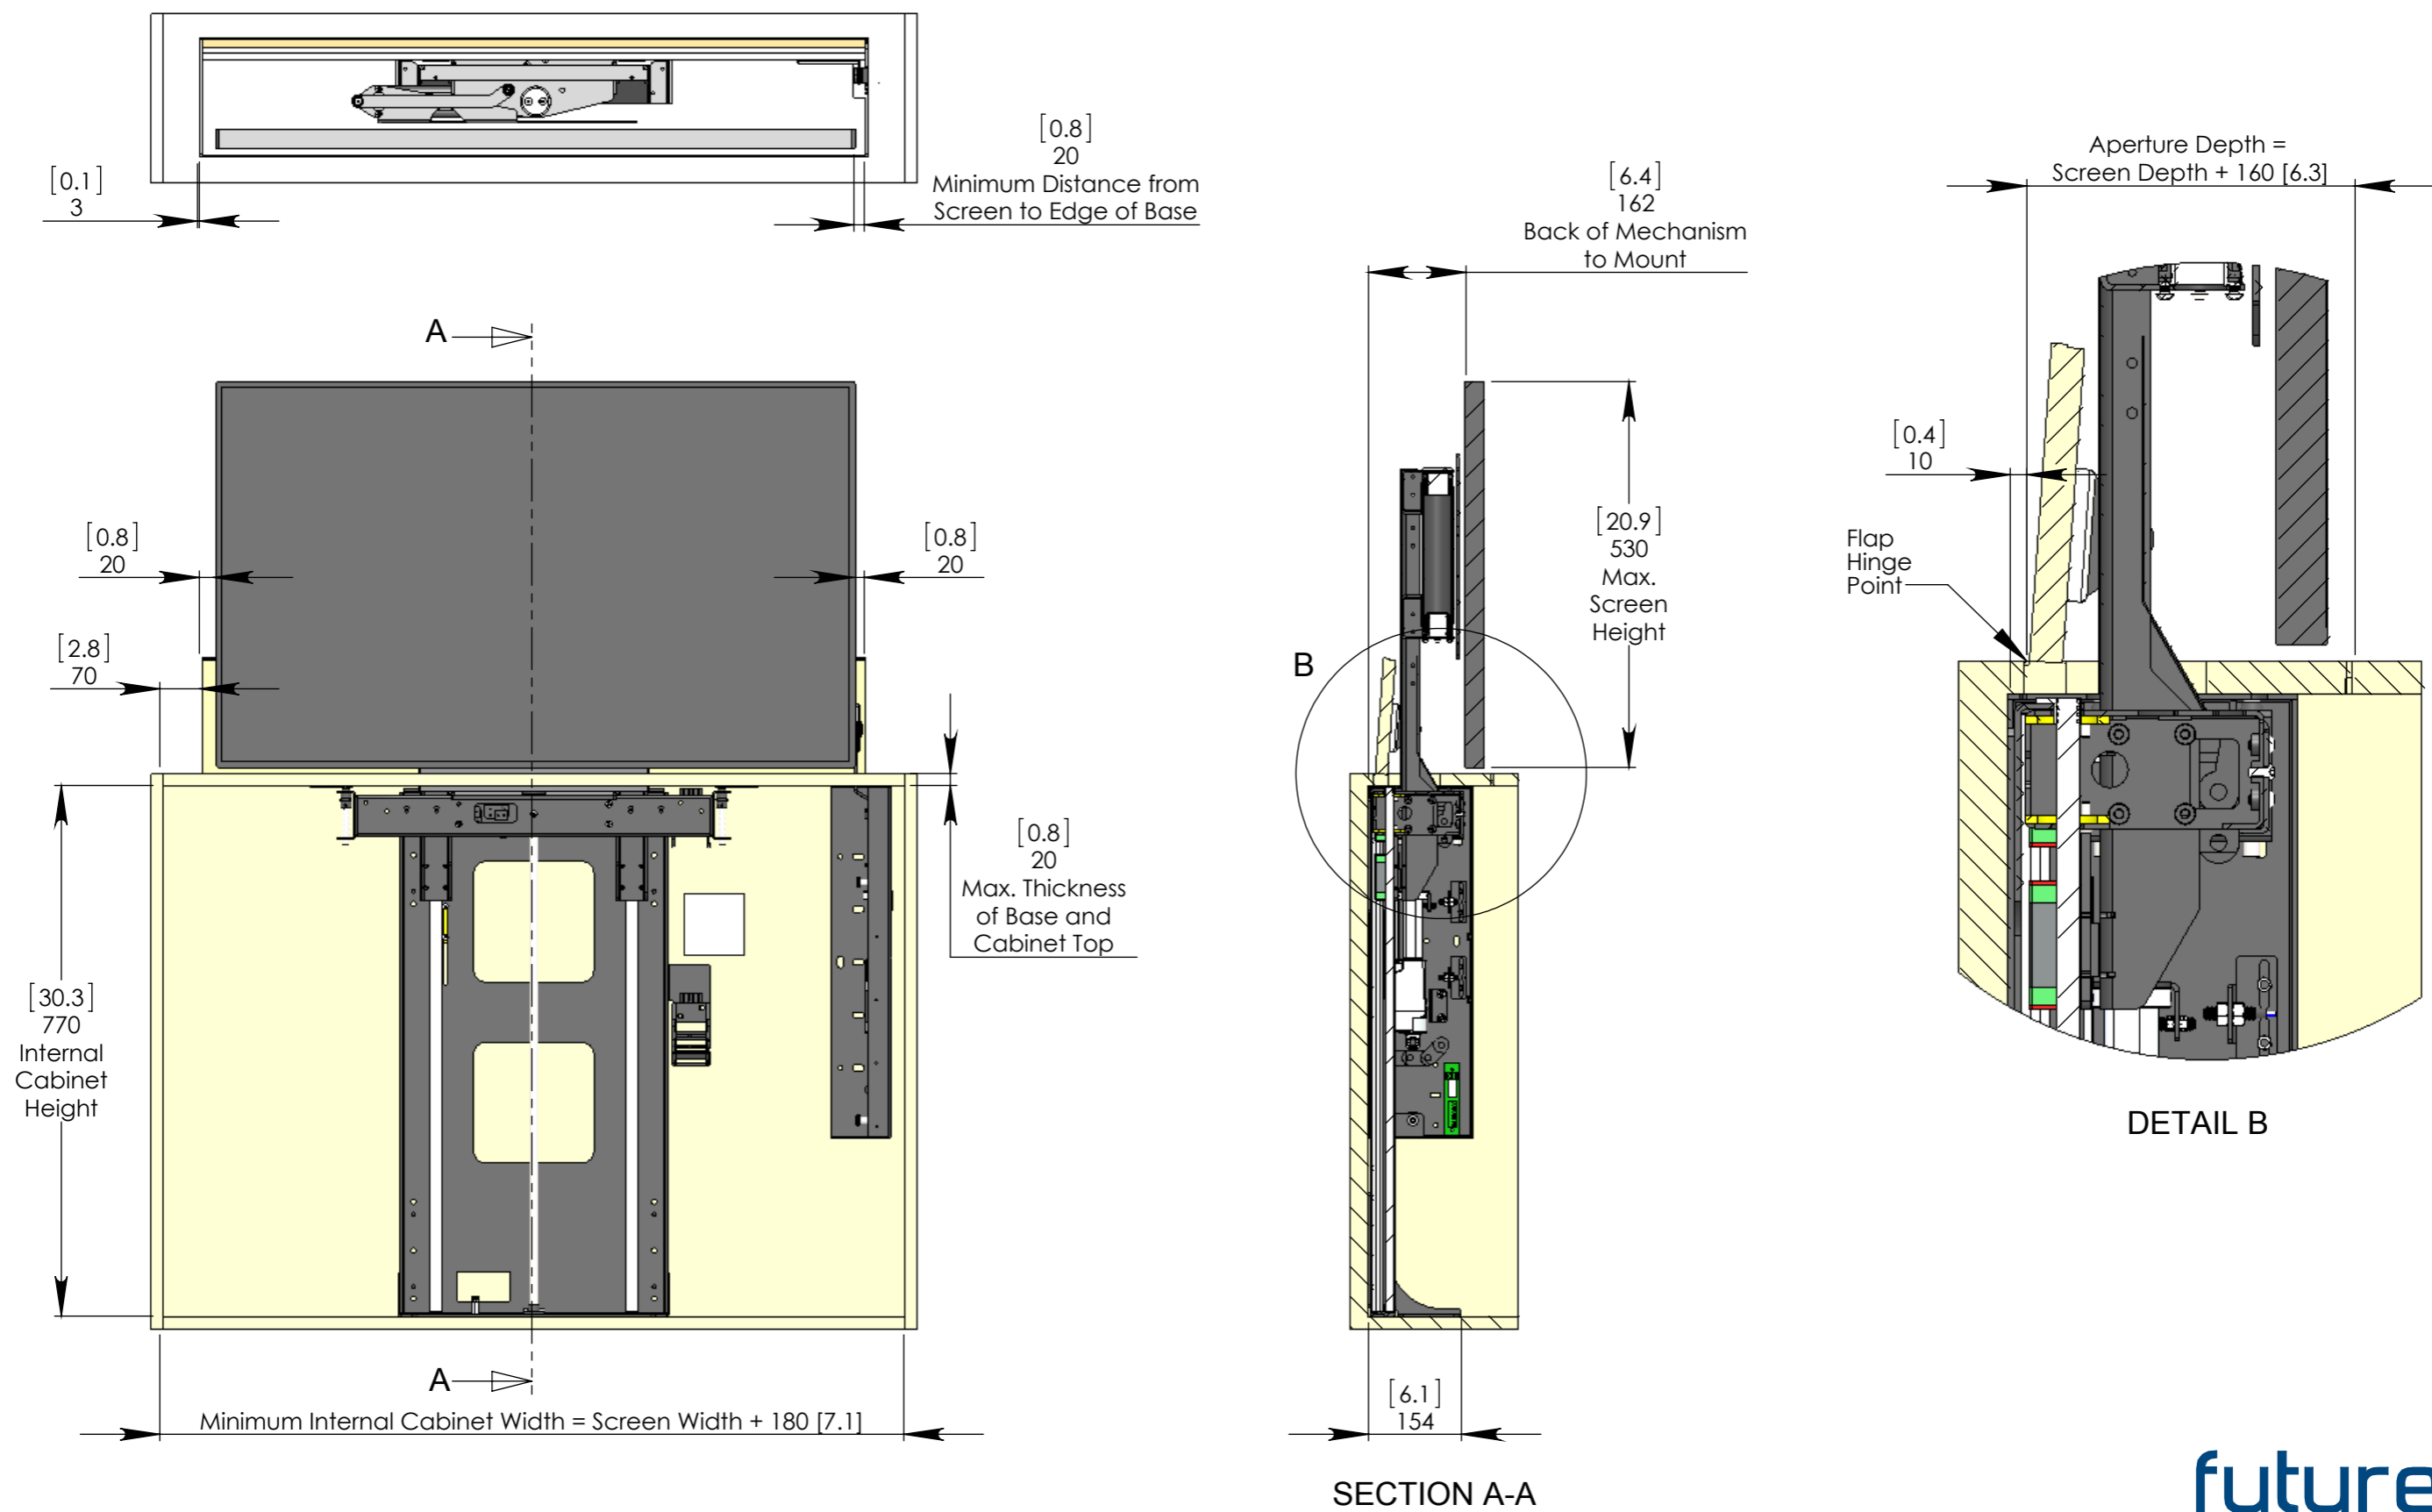 [0.1]
3
[0.8]
20
Minimum Distance from
Screen to Edge of Base
[6.4]
162
Back of Mechanism
to Mount
Aperture Depth =
Screen Depth + 160 [6.3]
A
[0.8]
20
[0.8]
20
[2.8]
70
[0.8]
20
Max. Thickness
of Base and
Cabinet Top
[30.3]
770
Internal
Cabinet
Height
A
Minimum Internal Cabinet Width = Screen Width + 180 [7.1]
[20.9]
530
Max.
Screen
Height
B
[6.1]
154
SECTION A-A
[0.4]
10
Flap
Hinge
Point
DETAIL B
future